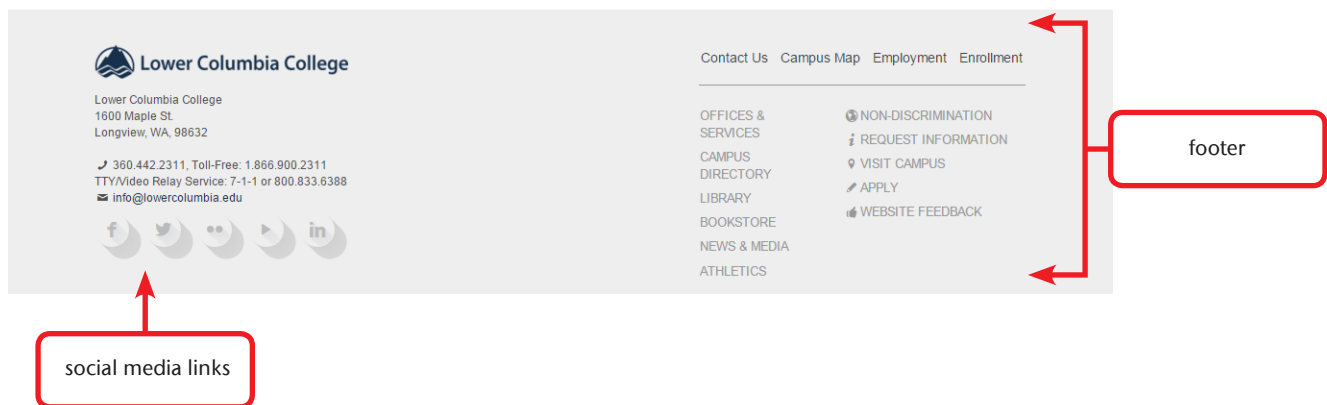 Lower Columbia College
Lower Columbia College
1600 Maple St.
Longview, WA, 98632
360.442.2311, Toll-Free: 1.866.900.2311
TTY/Video Relay Service: 7-1-1 or 800.833.6388
info@lowercolumbia.edu
f in
social media links
Contact Us Campus Map Employment Enrollment
OFFICES &
SERVICES
CAMPUS
DIRECTORY
LIBRARY
BOOKSTORE
NEWS & MEDIA
ATHLETICS
NON-DISCRIMINATION
i REQUEST INFORMATION
VISIT CAMPUS
APPLY
WEBSITE FEEDBACK
footer